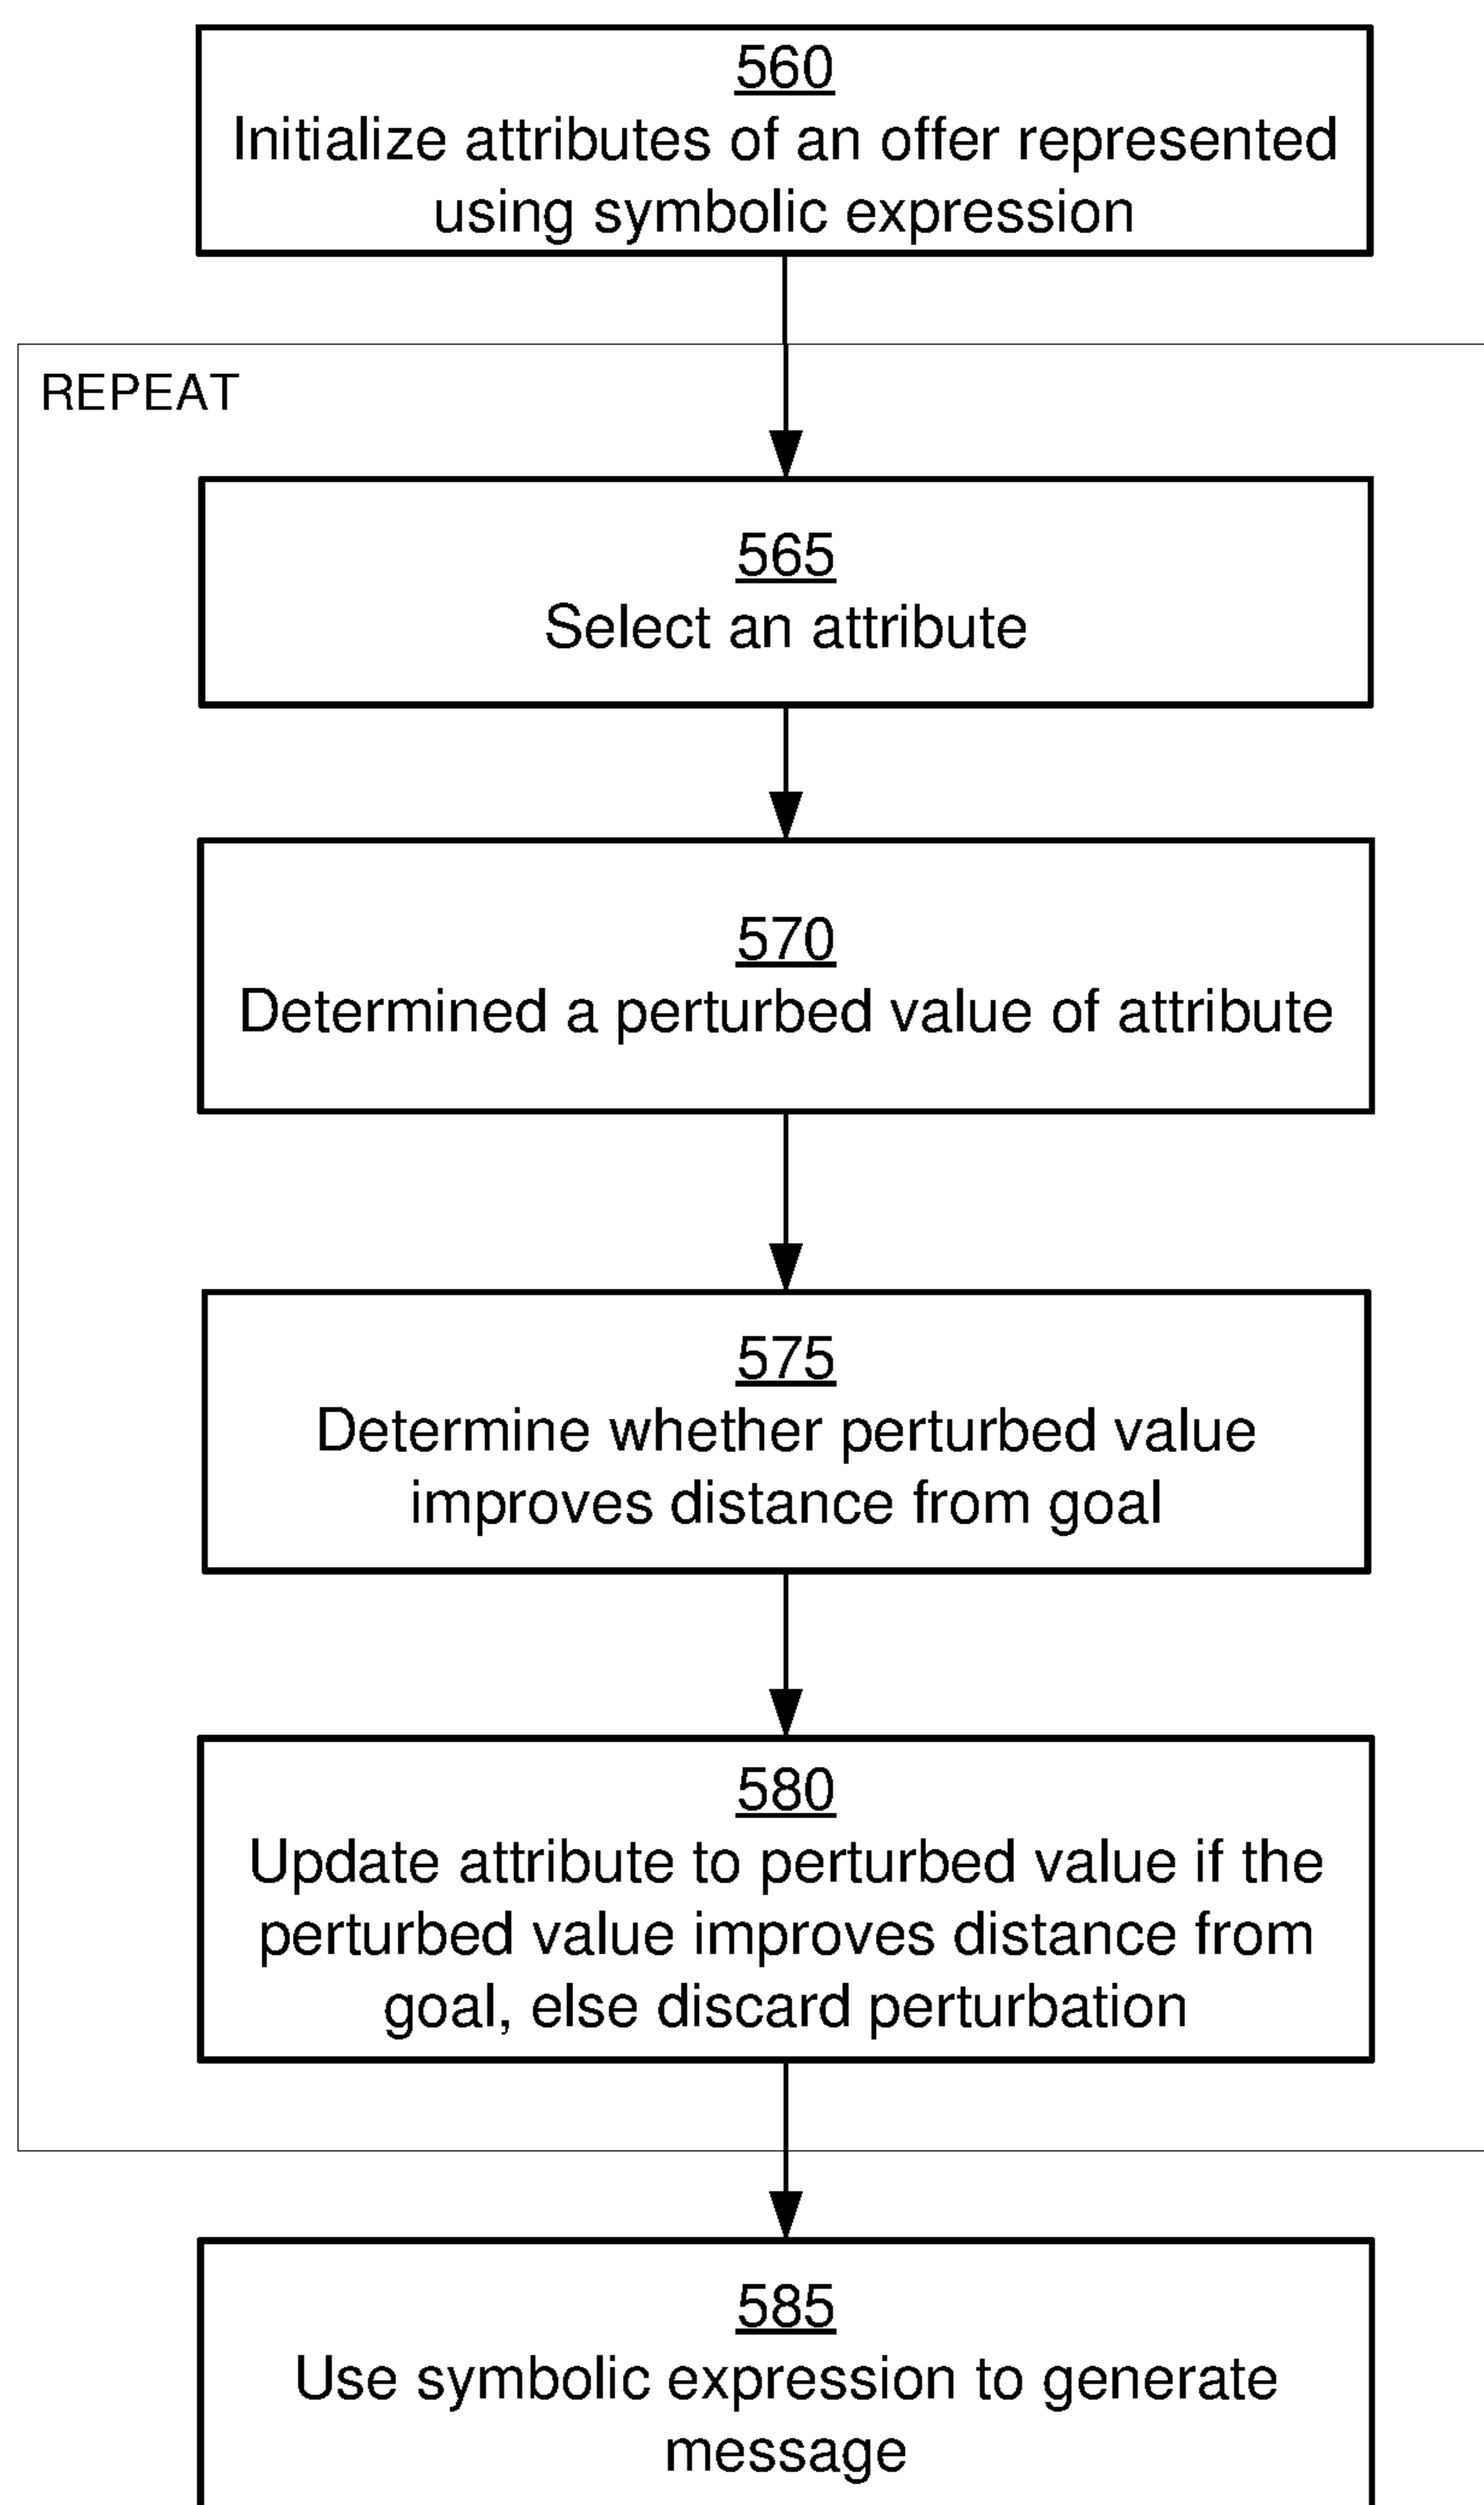 560
Initialize attributes of an offer represented
using symbolic expression
REPEAT
565
Select an attribute
570
Determined a perturbed value of attribute
575
Determine whether perturbed value
improves distance from goal
580
Update attribute to perturbed value if the
perturbed value improves distance from
goal, else discard perturbation
585
Use symbolic expression to generate
message